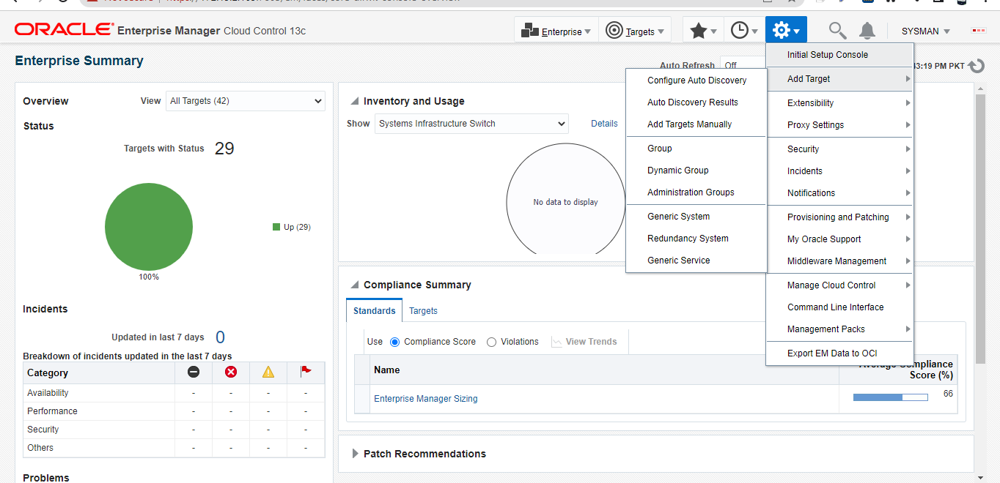 ORACLE Enterprise Manager Cloud Control 13c
Enterprise
Targets
SYSMAN
Enterprise Summary
Auto Refresh Off
43:19 PM PKT
Initial Setup Console
Add Target
Extensibility
Proxy Settings
Security
Incidents
Notifications
Provisioning and Patching
My Oracle Support
Middleware Management
Manage Cloud Control
Command Line Interface
Management Packs
Export EM Data to OCI
Configure Auto Discovery
Auto Discovery Results
Add Targets Manually
Group
Dynamic Group
Administration Groups
Generic System
Redundancy System
Generic Service
Overview
View All Targets (42)
Status
Targets with Status 29
Up (29)
100%
Incidents
Updated in last 7 days 0
Breakdown of incidents updated in the last 7 days
Category
Availability - - - -
Performance - - - -
Security - - - -
Others - - - -
Problems
Inventory and Usage
Show Systems Infrastructure Switch Details
No data to display
Compliance Summary
Standards Targets
Use Compliance Score Violations View Trends
Name
Average Compliance
Score (%)
Enterprise Manager Sizing 66
Patch Recommendations